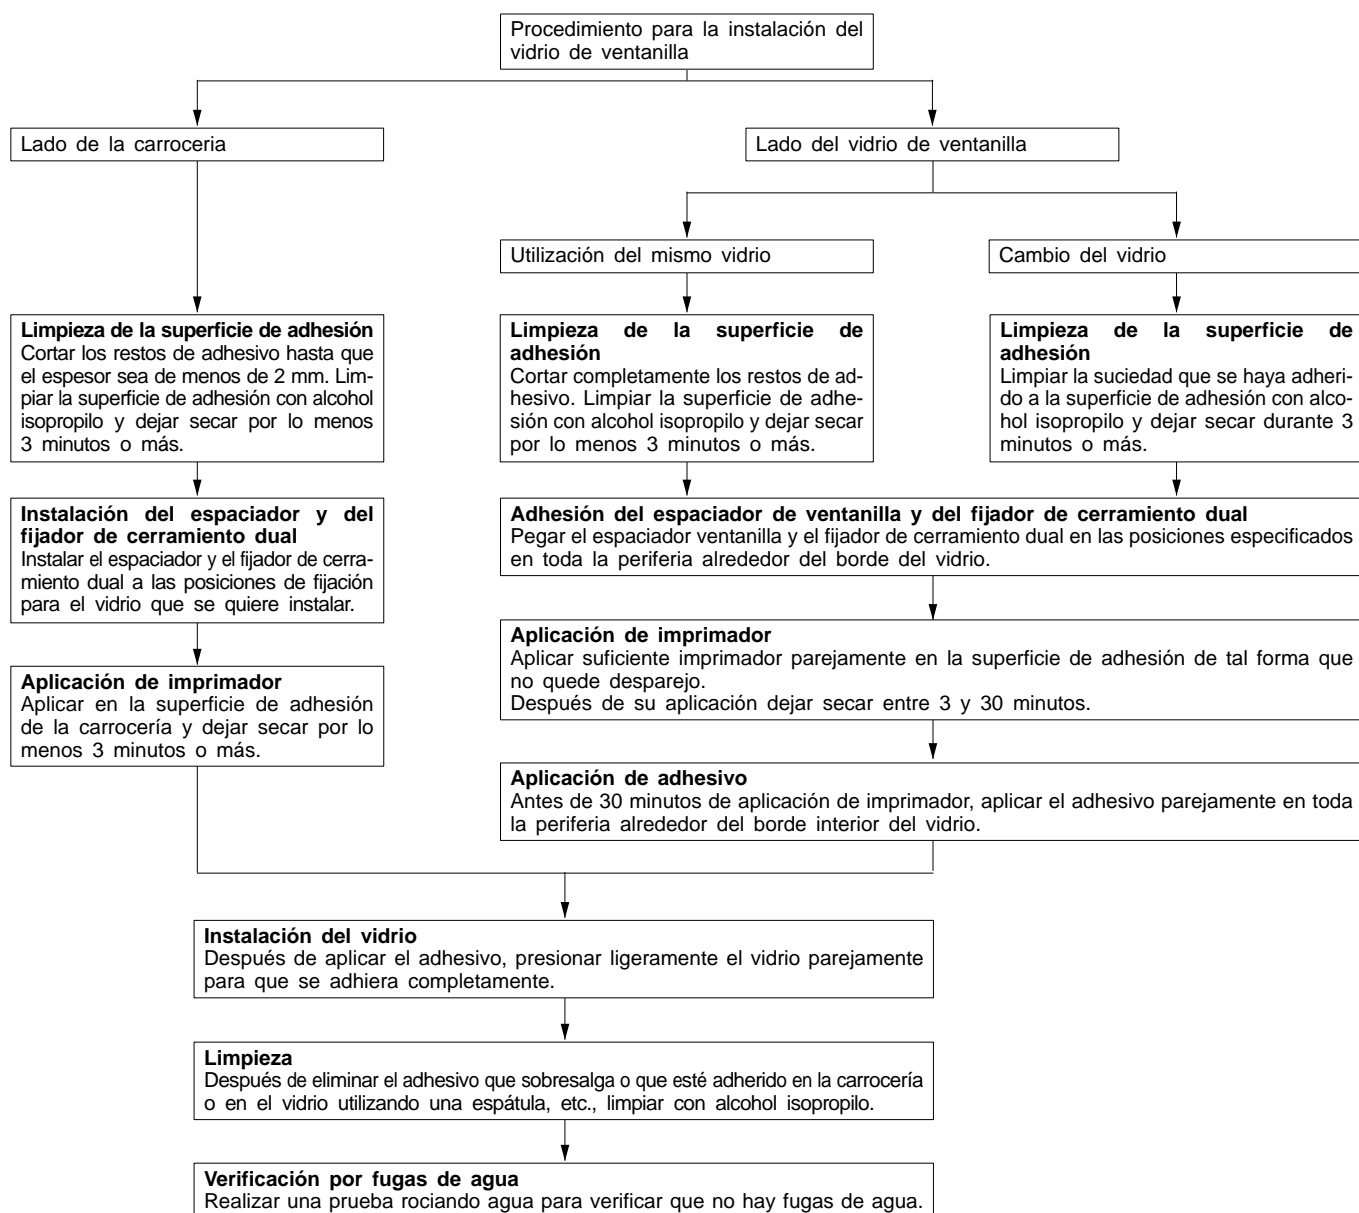 Procedimiento para la instalación del
vidrio de ventanilla
Lado de la carroceria
Lado del vidrio de ventanilla
Utilización del mismo vidrio
Cambio del vidrio
Limpieza de la superficie de adhesión
Cortar los restos de adhesivo hasta que
el espesor sea de menos de 2 mm. Lim-
piar la superficie de adhesión con alcohol
isopropilo y dejar secar por lo menos
3 minutos o más.
Limpieza de la superficie de
adhesión
Cortar completamente los restos de ad-
hesivo. Limpiar la superficie de adhe-
sión con alcohol isopropilo y dejar secar
por lo menos 3 minutos o más.
Limpieza de la superficie de
adhesión
Limpiar la suciedad que se haya adheri-
do a la superficie de adhesión con alco-
hol isopropilo y dejar secar durante 3
minutos o más.
Instalación del espaciador y del
fijador de cerramiento dual
Instalar el espaciador y el fijador de cerra-
miento dual a las posiciones de fijación
para el vidrio que se quiere instalar.
Adhesión del espaciador de ventanilla y del fijador de cerramiento dual
Pegar el espaciador ventanilla y el fijador de cerramiento dual en las posiciones especificados
en toda la periferia alrededor del borde del vidrio.
Aplicación de imprimador
Aplicar en la superficie de adhesión
de la carrocería y dejar secar por lo
menos 3 minutos o más.
Aplicación de imprimador
Aplicar suficiente imprimador parejamente en la superficie de adhesión de tal forma que
no quede desparejo.
Después de su aplicación dejar secar entre 3 y 30 minutos.
Aplicación de adhesivo
Antes de 30 minutos de aplicación de imprimador, aplicar el adhesivo parejamente en toda
la periferia alrededor del borde interior del vidrio.
Instalación del vidrio
Después de aplicar el adhesivo, presionar ligeramente el vidrio parejamente
para que se adhiera completamente.
Limpieza
Después de eliminar el adhesivo que sobresalga o que esté adherido en la carrocería
o en el vidrio utilizando una espátula, etc., limpiar con alcohol isopropilo.
Verificación por fugas de agua
Realizar una prueba rociando agua para verificar que no hay fugas de agua.